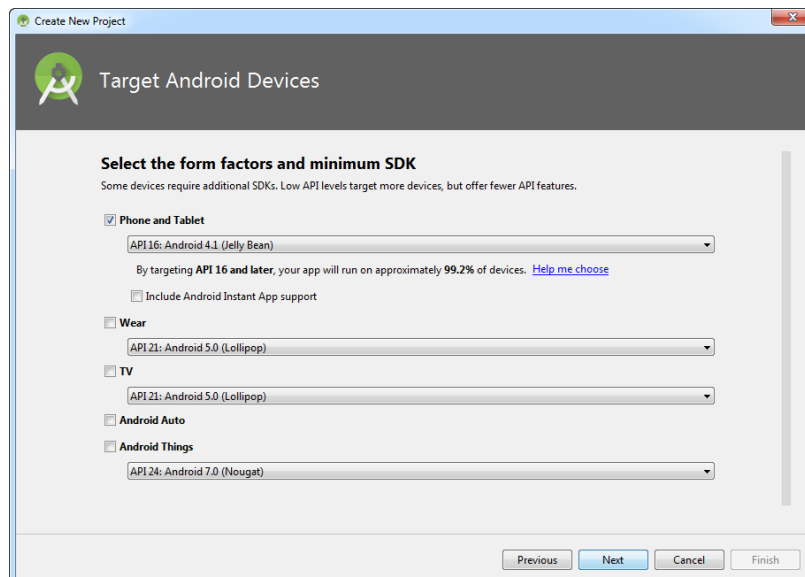 Create New Project
Target Android Devices
Select the form factors and minimum SDK
Some devices require additional SDKs. Low API levels target more devices, but offer fewer API features.
Phone and Tablet
API 16: Android 4.1 (Jelly Bean)
By targeting API 16 and later, your app will run on approximately 99.2% of devices. Help me choose
Include Android Instant App support
Wear
API 21: Android 5.0 (Lollipop)
TV
API 21: Android 5.0 (Lollipop)
Android Auto
Android Things
API 24: Android 7.0 (Nougat)
Previous Next Cancel Finish